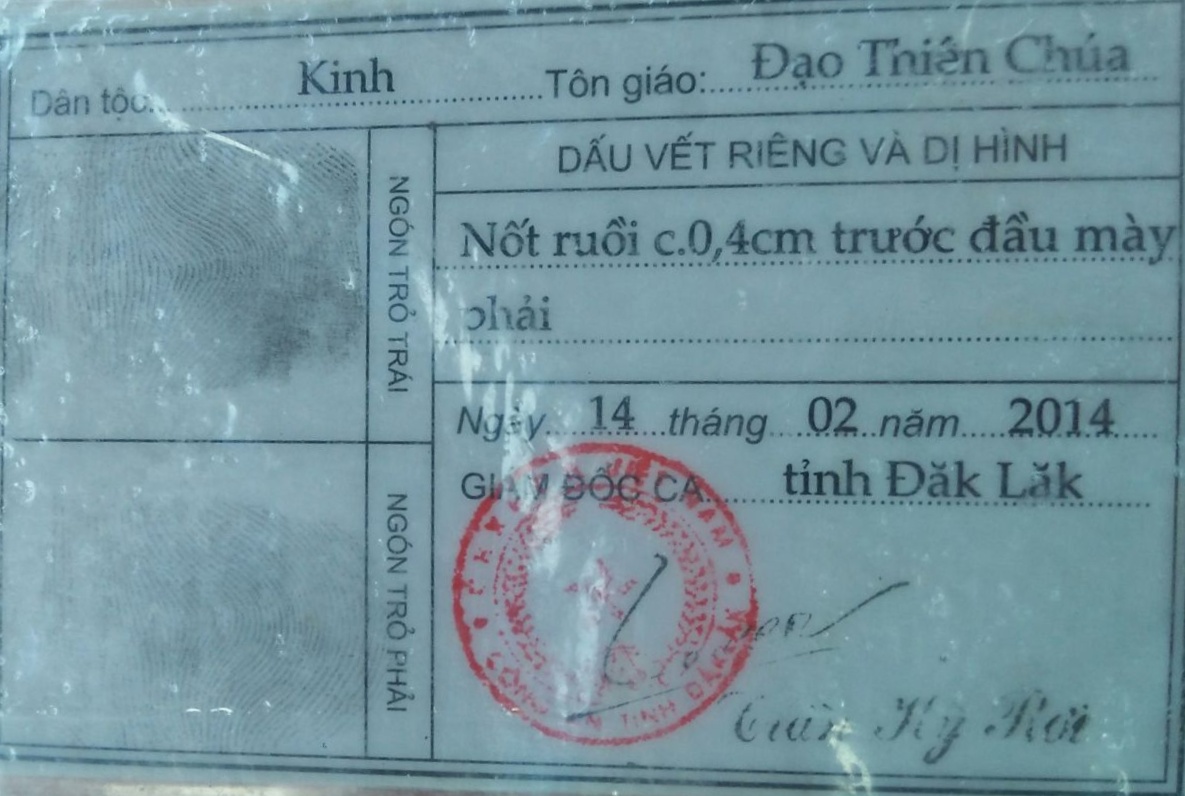 Dân tộc: Kinh Tôn giáo: Đạo Thiên Chúa
NGÓN TRỎ TRÁI
NGÓN TRỎ PHẢI
DẤU VẾT RIÊNG VÀ DỊ HÌNH
Nốt ruồi c.0,4cm trước đầu mày
phải
Ngày 14 tháng 02 năm 2014
GIÁM ĐỐC CA tỉnh Đăk Lăk
Trần Kỳ Rơi